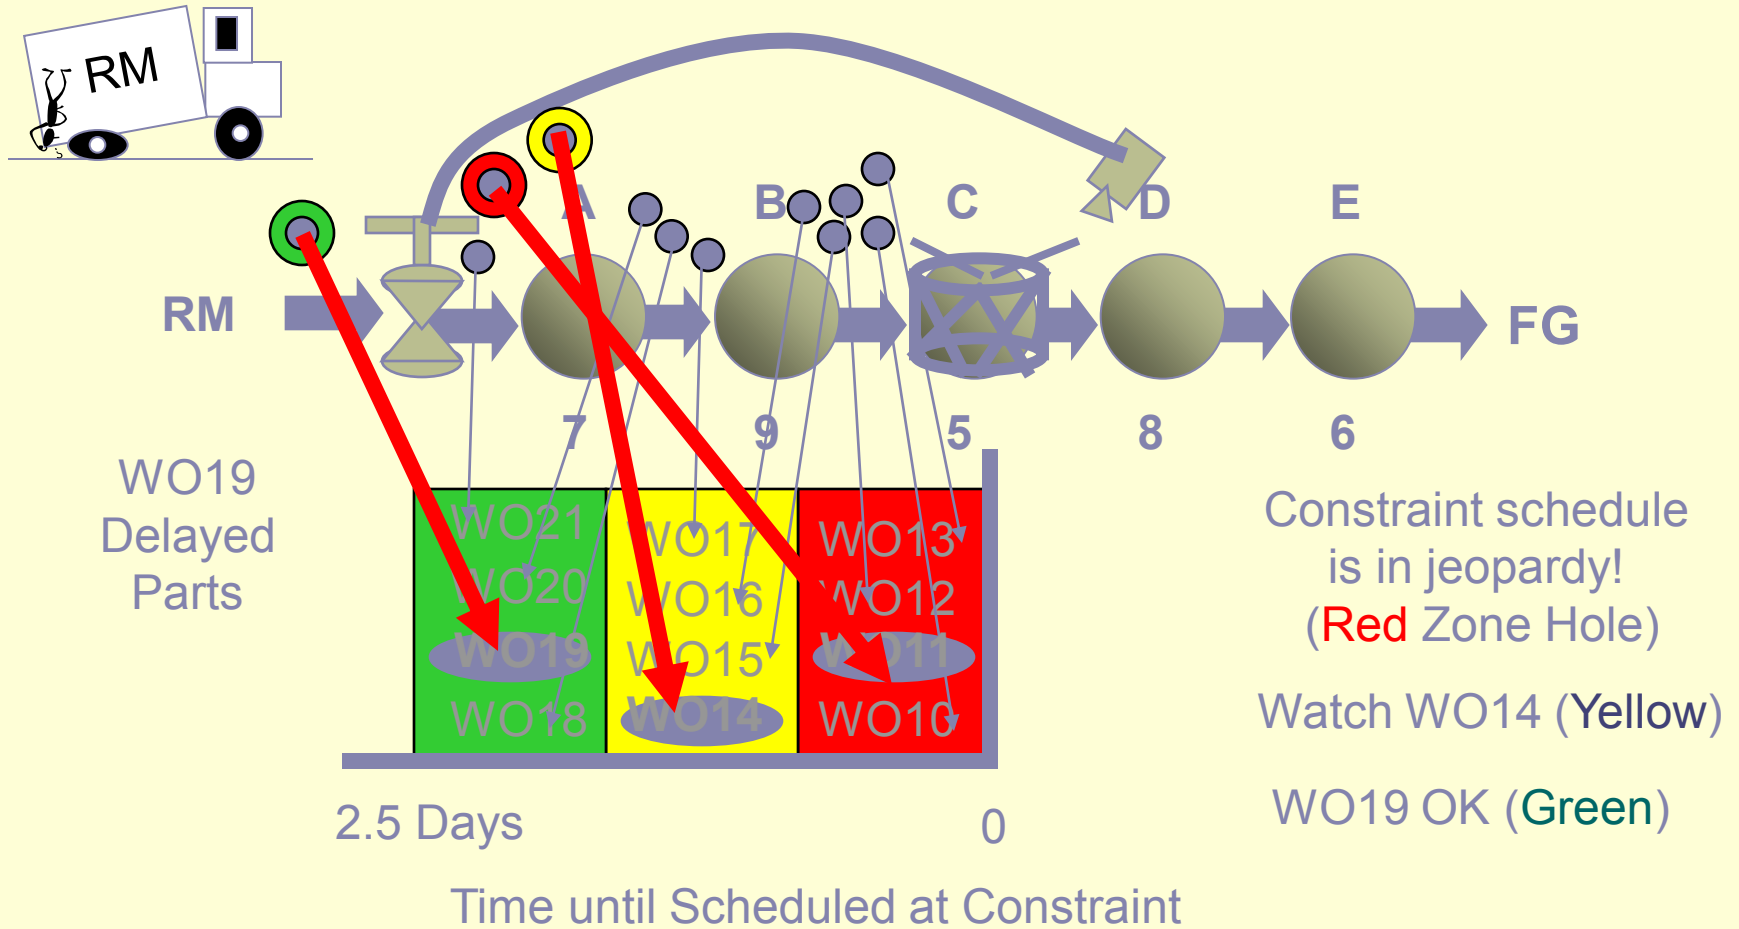 RM
A B C D E
RM
FG
7 9 5 8 6
WO19
Delayed
Parts
WO21
WO20
WO19
WO18
WO17
WO16
WO15
WO14
WO13
WO12
WO11
WO10
Constraint schedule
is in jeopardy!
(Red Zone Hole)
Watch WO14 (Yellow)
WO19 OK (Green)
2.5 Days
0
Time until Scheduled at Constraint